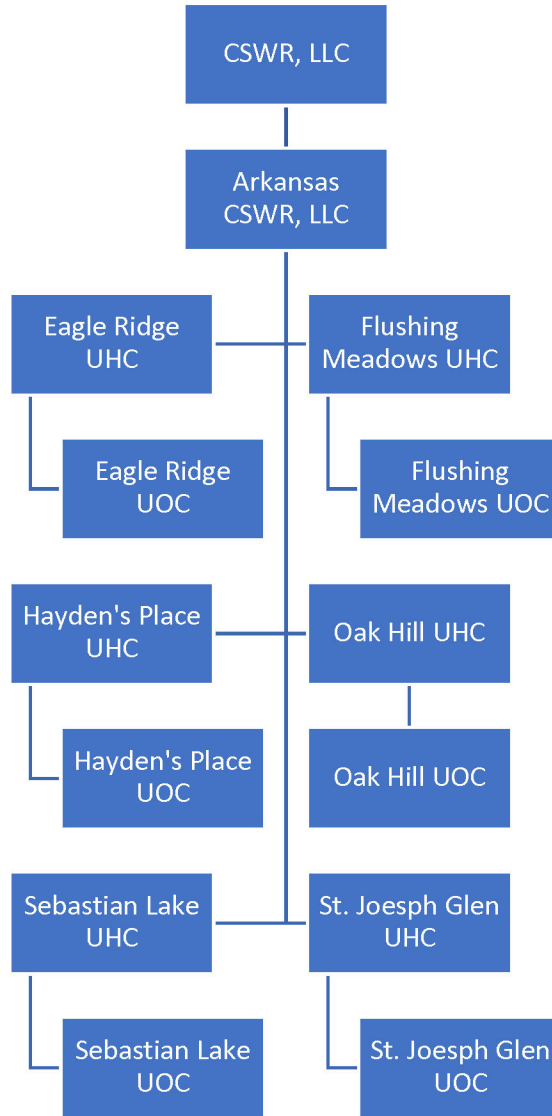 CSWR, LLC
Arkansas
CSWR, LLC
Eagle Ridge
UHC
Flushing
Meadows UHC
Eagle Ridge
UOC
Flushing
Meadows UOC
Hayden's Place
UHC
Oak Hill UHC
Hayden's Place
UOC
Oak Hill UOC
Sebastian Lake
UHC
St. Joesph Glen
UHC
Sebastian Lake
UOC
St. Joesph Glen
UOC